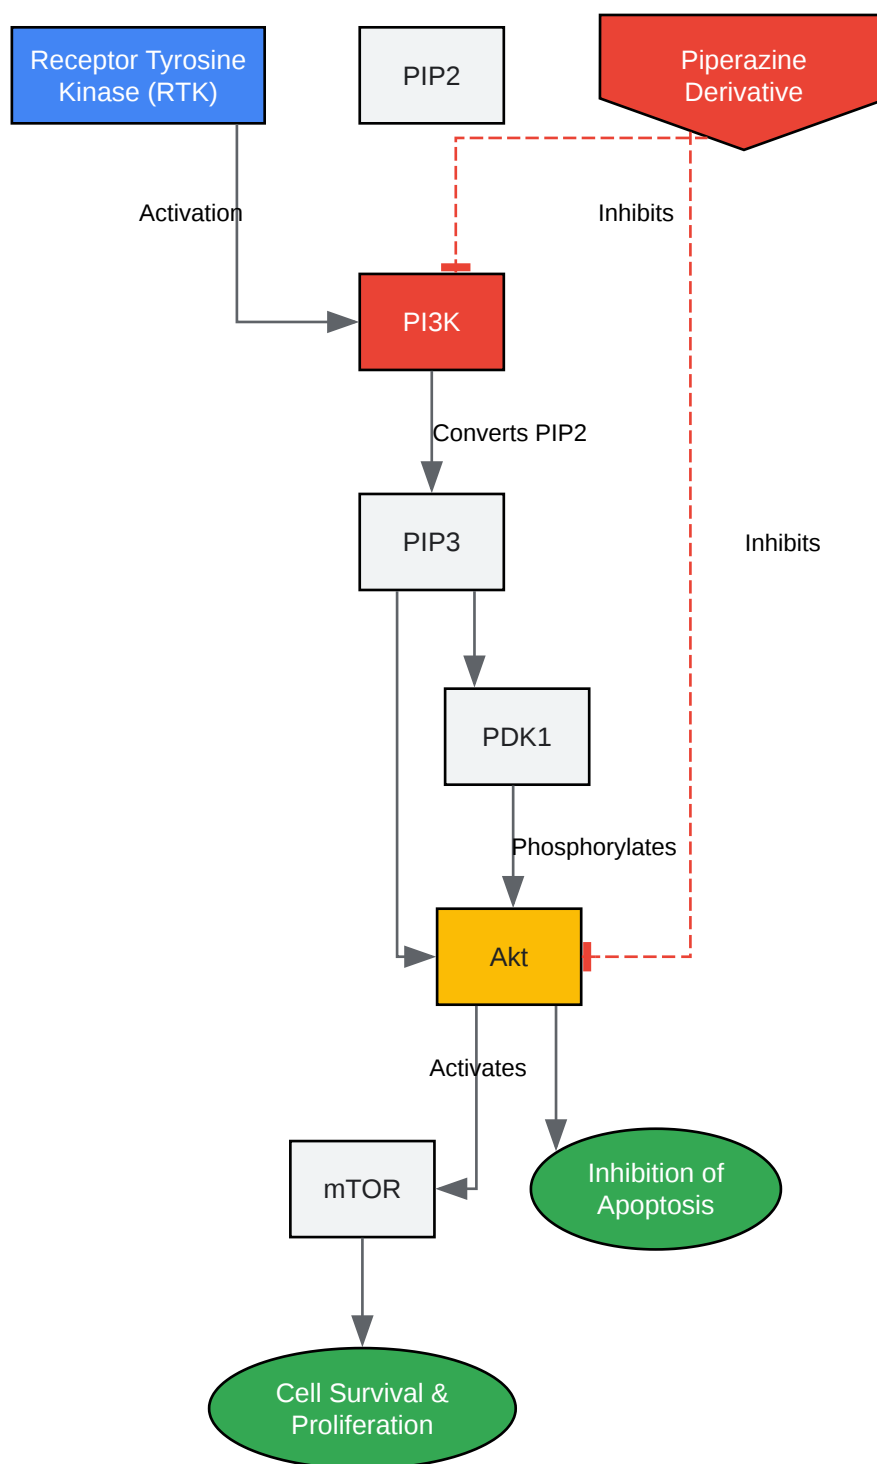 Receptor Tyrosine
Kinase (RTK)
PIP2
Piperazine
Derivative
Activation
Inhibits
PI3K
Converts PIP2
PIP3
Inhibits
PDK1
Phosphorylates
Akt
Activates
mTOR
Inhibition of
Apoptosis
Cell Survival &
Proliferation